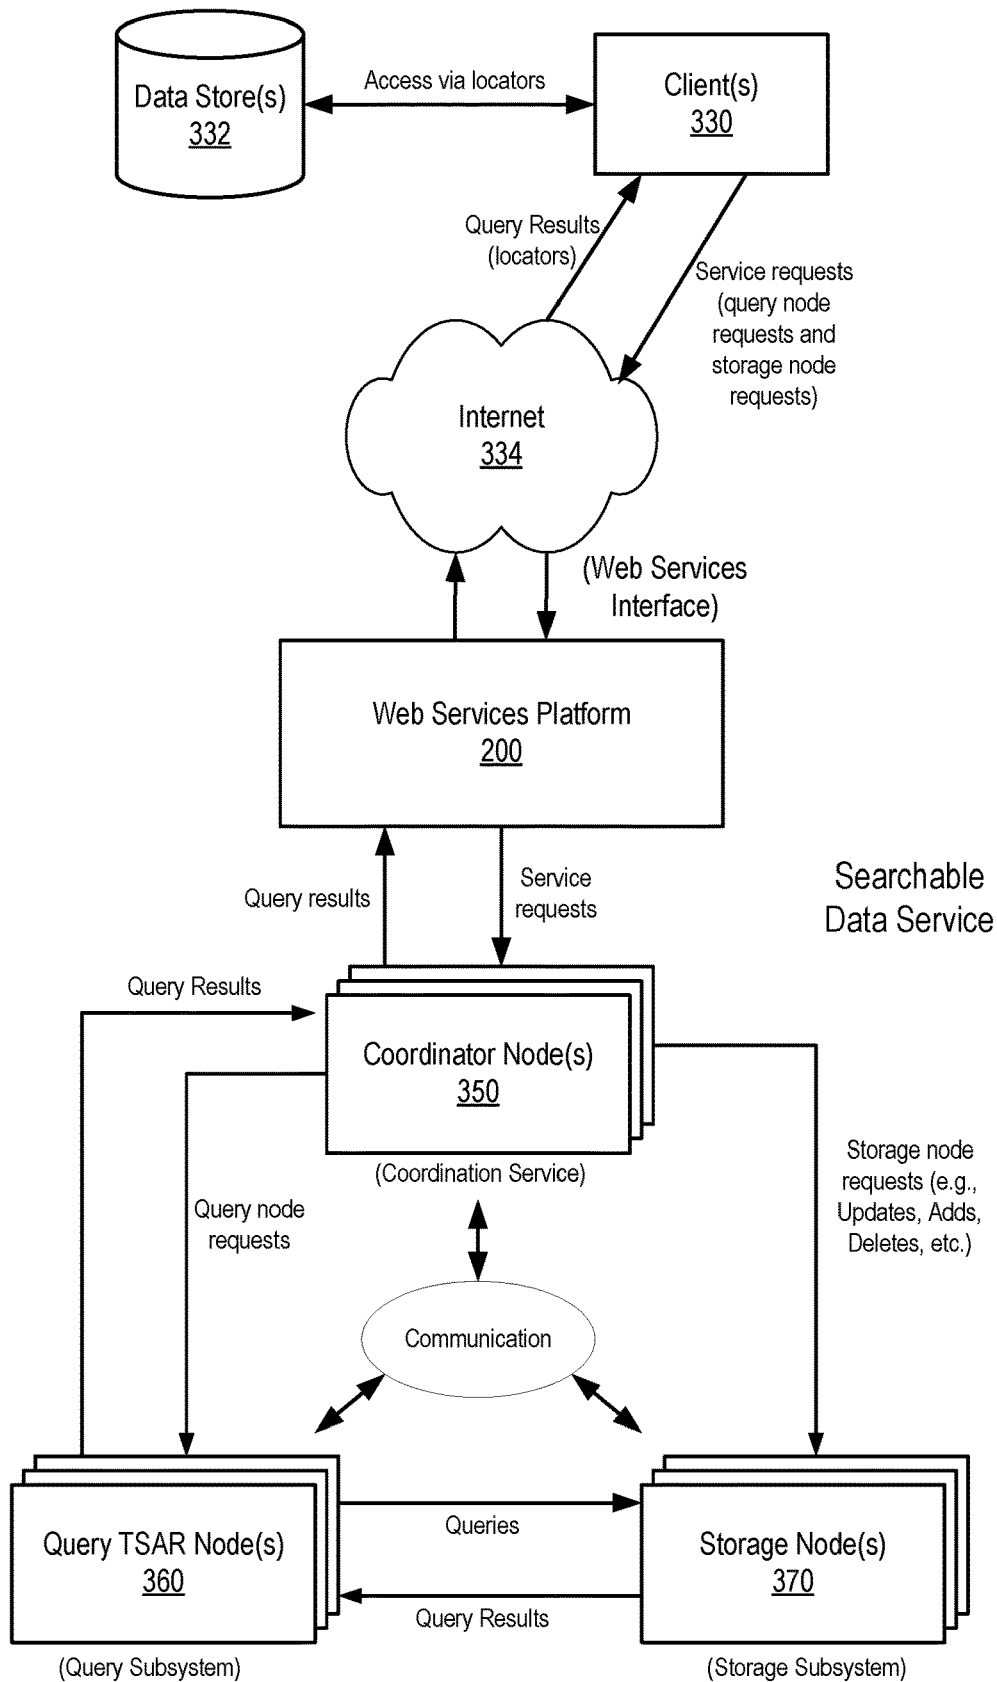 Data Store(s)
332
Access via locators
Client(s)
330
Query Results
(locators)
Service requests
(query node
requests and
storage node
requests)
Internet
334
(Web Services
Interface)
Web Services Platform
200
Query results
Service
requests
Searchable
Data Service
Query Results
Coordinator Node(s)
350
(Coordination Service)
Query node
requests
Storage node
requests (e.g.,
Updates, Adds,
Deletes, etc.)
Communication
Query TSAR Node(s)
360
(Query Subsystem)
Queries
Query Results
Storage Node(s)
370
(Storage Subsystem)